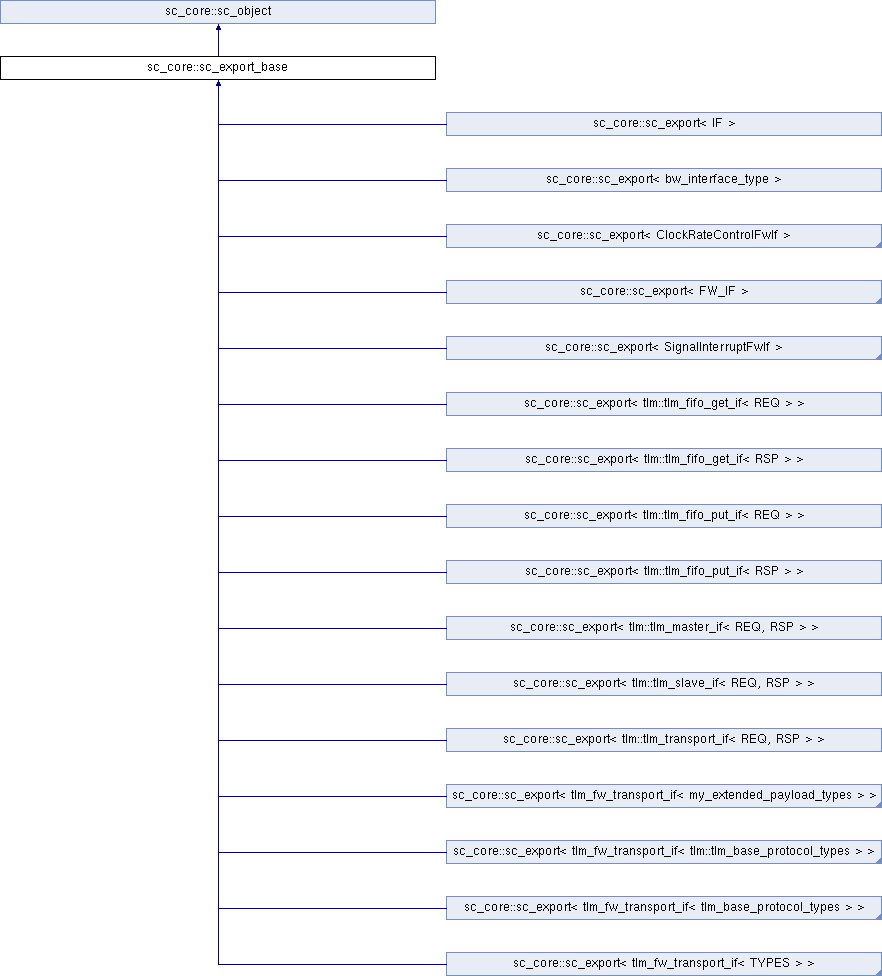 sc_core::sc_object
sc_core::sc_export_base
sc_core::sc_export< IF >
sc_core::sc_export< bw_interface_type >
sc_core::sc_export< ClockRateControlFwIf >
sc_core::sc_export< FW_IF >
sc_core::sc_export< SignalInterruptFwIf >
sc_core::sc_export< tlm::tlm_fifo_get_if< REQ > >
sc_core::sc_export< tlm::tlm_fifo_get_if< RSP > >
sc_core::sc_export< tlm::tlm_fifo_put_if< REQ > >
sc_core::sc_export< tlm::tlm_fifo_put_if< RSP > >
sc_core::sc_export< tlm::tlm_master_if< REQ, RSP > >
sc_core::sc_export< tlm::tlm_slave_if< REQ, RSP > >
sc_core::sc_export< tlm::tlm_transport_if< REQ, RSP > >
sc_core::sc_export< tlm_fw_transport_if< my_extended_payload_types > >
sc_core::sc_export< tlm_fw_transport_if< tlm::tlm_base_protocol_types > >
sc_core::sc_export< tlm_fw_transport_if< tlm_base_protocol_types > >
sc_core::sc_export< tlm_fw_transport_if< TYPES > >